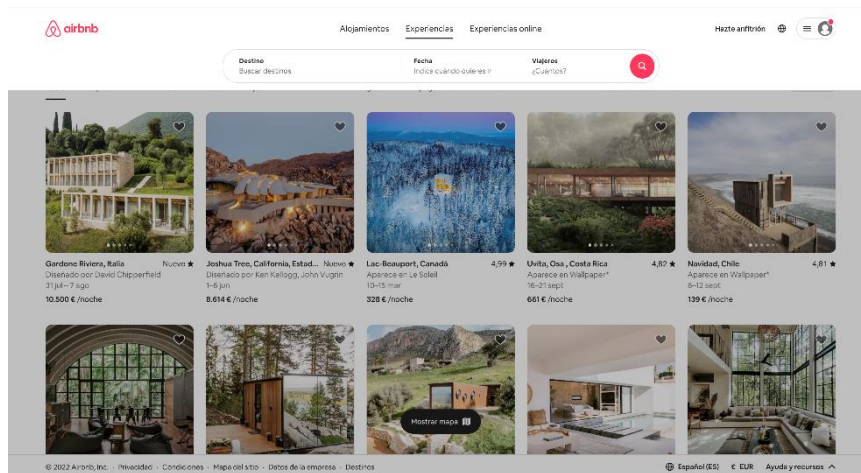 airbnb
Alojamientos Experiencias Experiencias online
Hazte anfitrión
Destino
Buscar destinos
Fecha
Indica cuándo quieres ir
Viajeros
¿Cuántos?
Gardone Riviera, Italia Nuevo ★
Diseñado por David Chipperfield
31 jul – 7 ago
10.500 € /noche
Joshua Tree, California, Estad... Nuevo ★
Diseñado por Ken Kellogg, John Vugrin
1–6 jun
8.614 € /noche
Lac-Beauport, Canadá 4,99 ★
Aparece en Le Soleil
10–15 mar
328 € /noche
Uvita, Osa , Costa Rica 4,82 ★
Aparece en Wallpaper*
16–21 sept
661 € /noche
Navidad, Chile 4,81 ★
Aparece en Wallpaper*
6–12 sept
139 € /noche
Mostrar mapa
© 2022 Airbnb, Inc. · Privacidad · Condiciones · Mapa del sitio · Datos de la empresa · Destinos
Español (ES) € EUR Ayuda y recursos